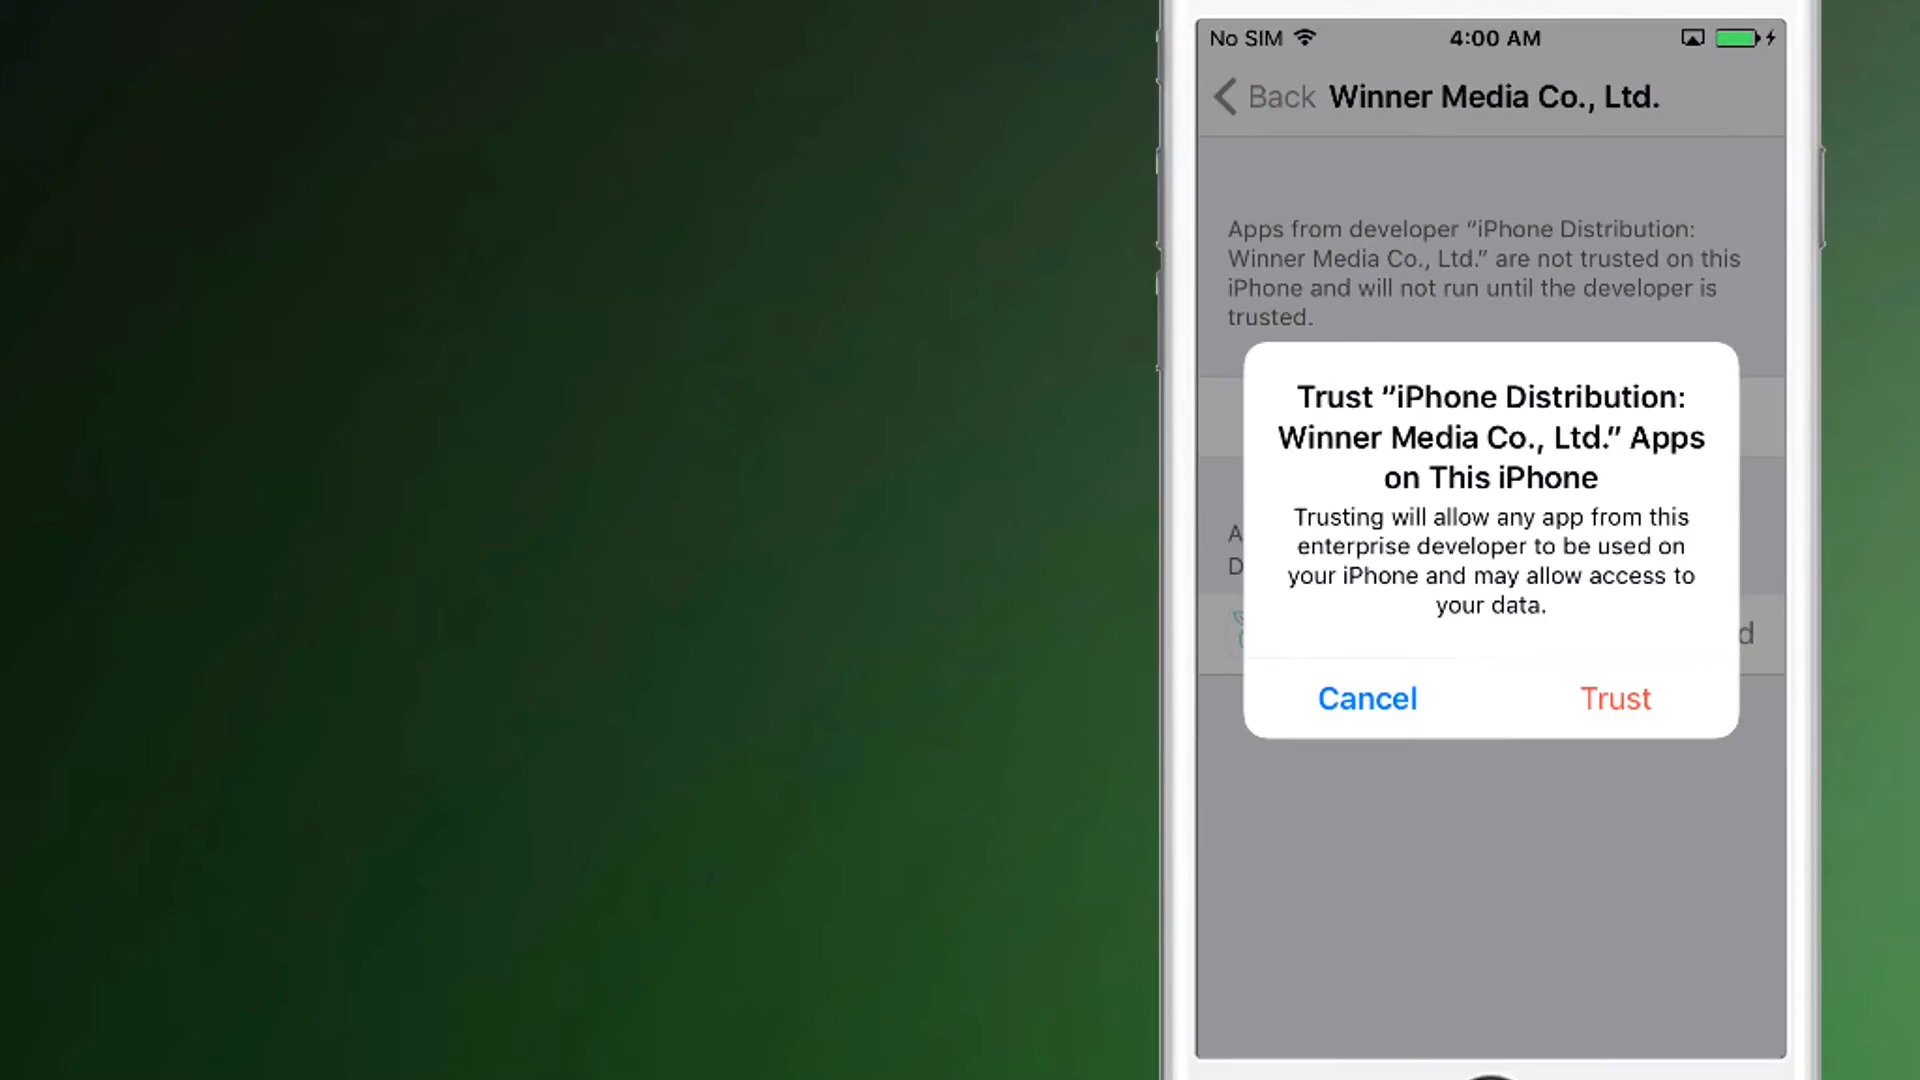 No SIM 4:00 AM
Back Winner Media Co., Ltd.
Apps from developer “iPhone Distribution:
Winner Media Co., Ltd.” are not trusted on this
iPhone and will not run until the developer is
trusted.
Trust “iPhone Distribution:
Winner Media Co., Ltd.” Apps
on This iPhone
Trusting will allow any app from this
enterprise developer to be used on
your iPhone and may allow access to
your data.
Cancel Trust